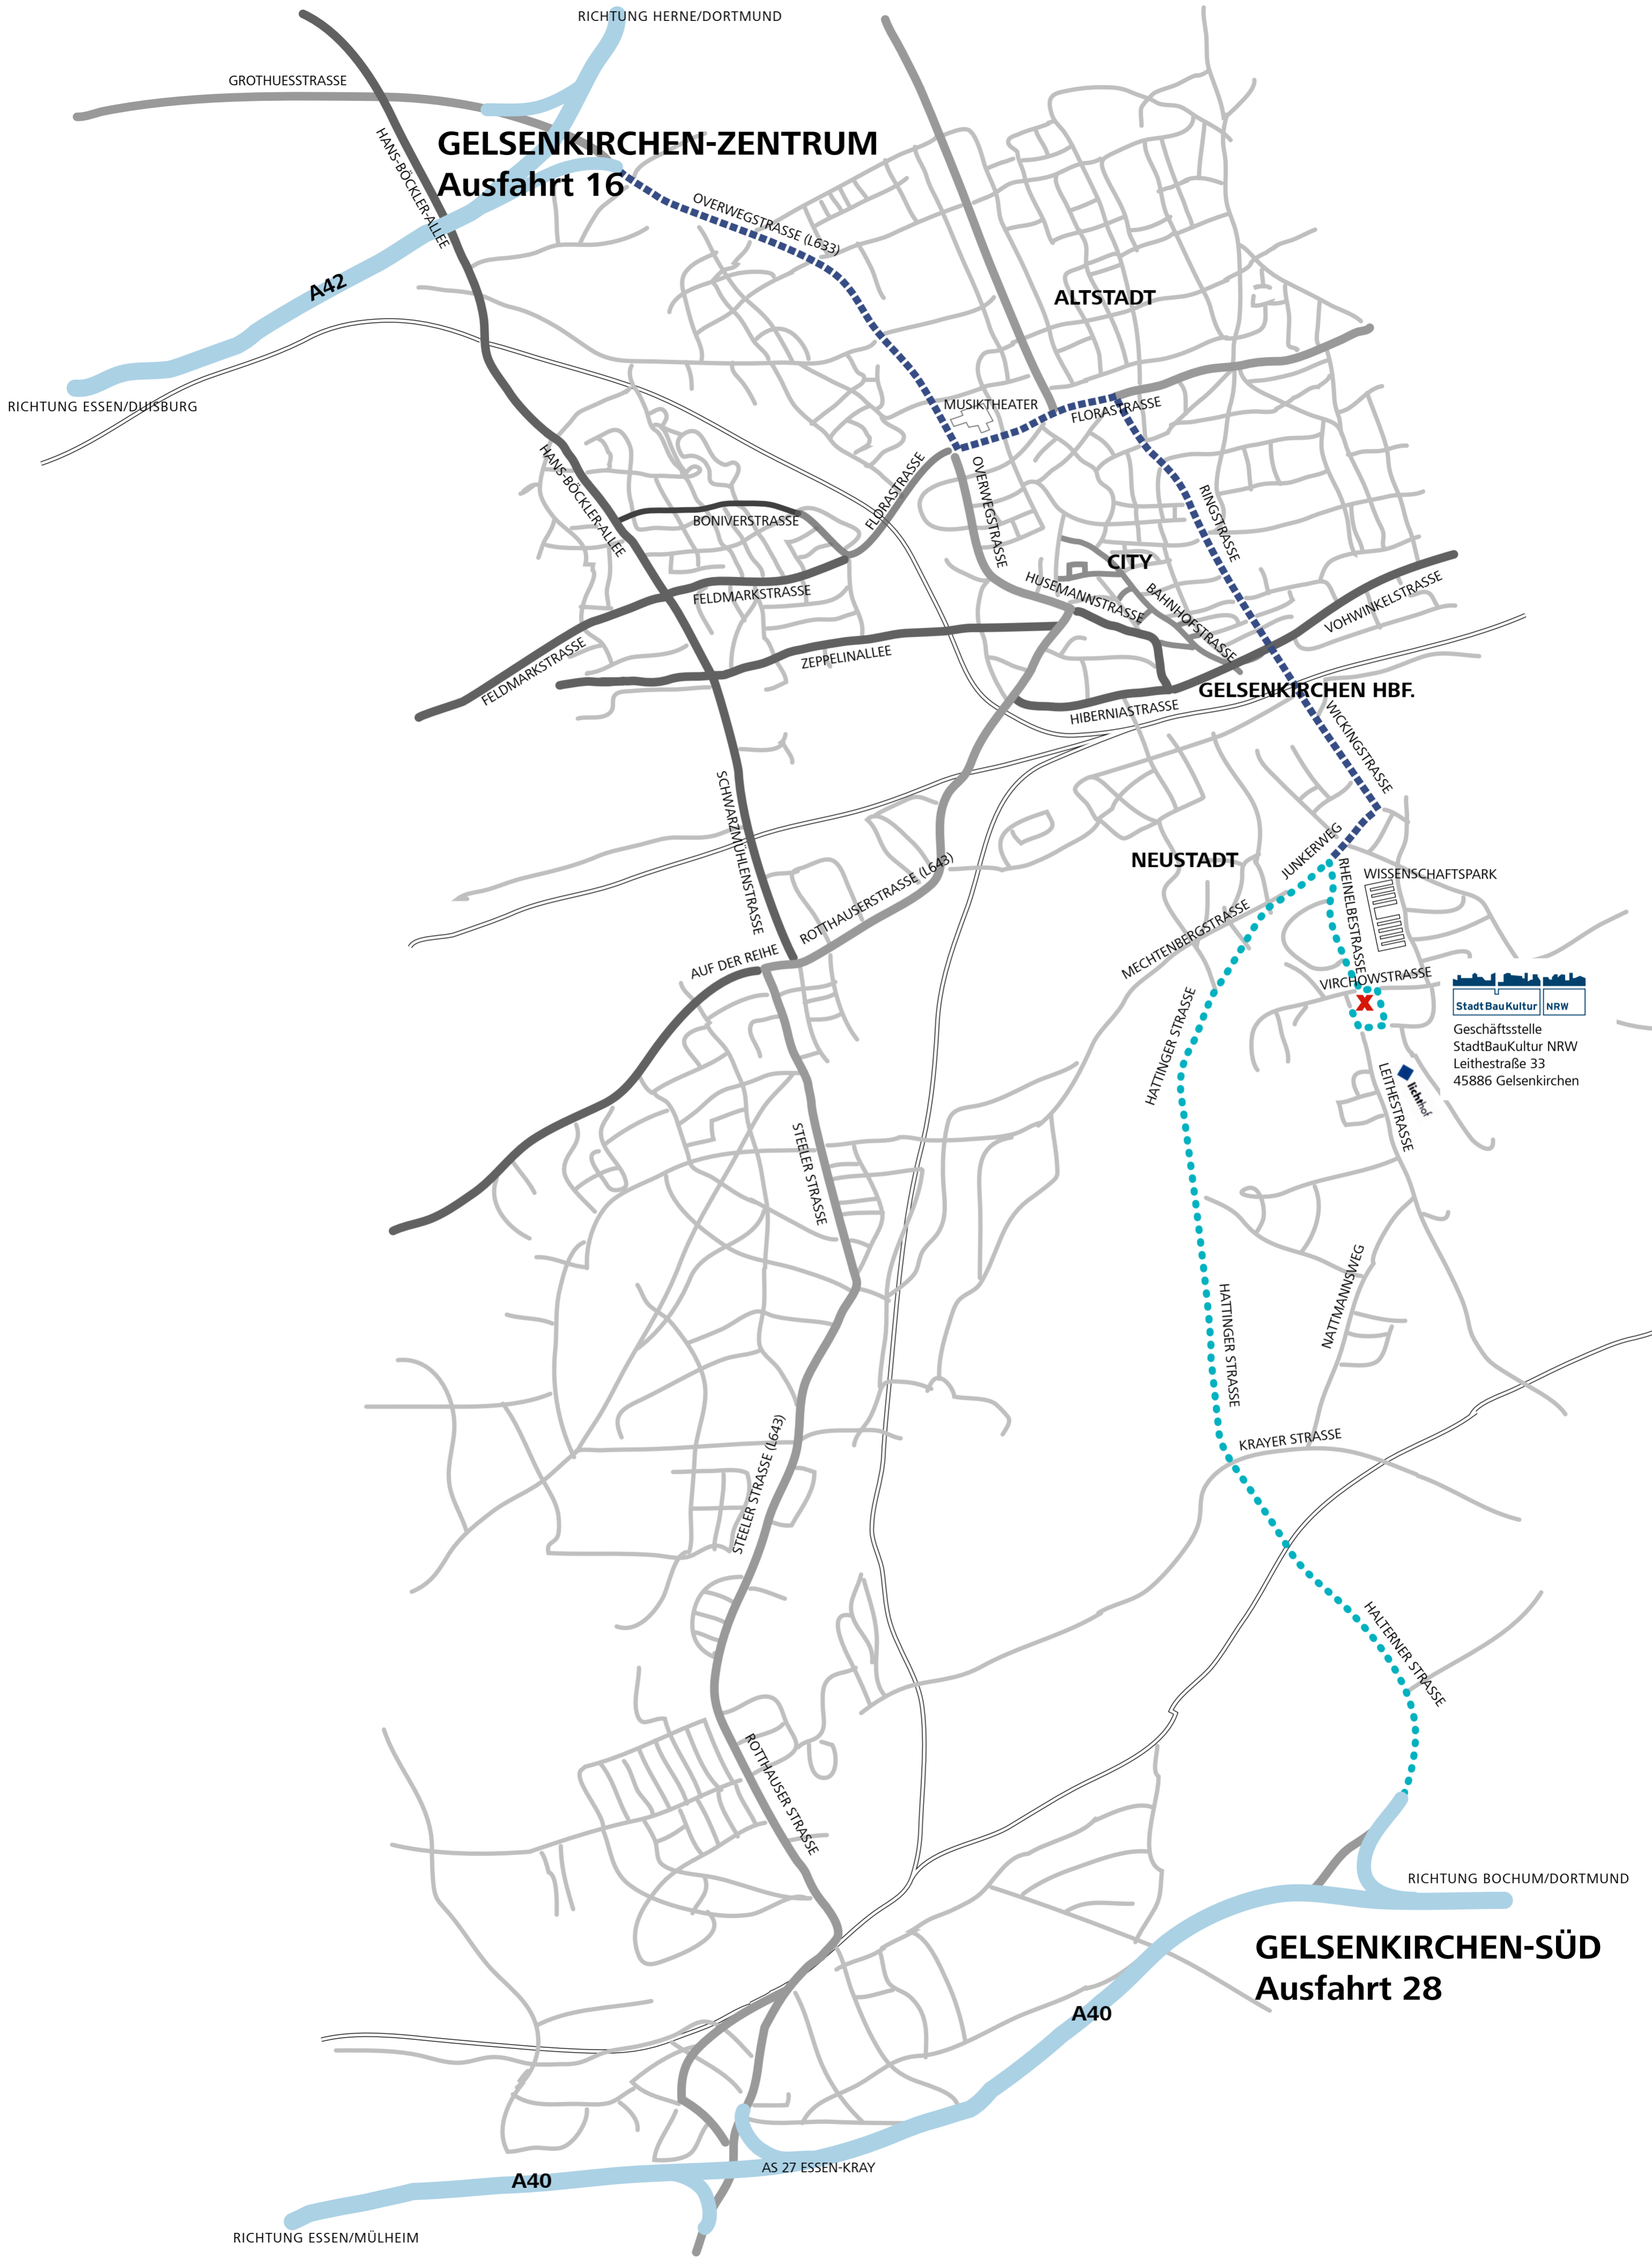 RICHTUNG HERNE/DORTMUND
GROTHUESSTRASSE
HANS-BÖCKLER-ALLEE
GELSENKIRCHEN-ZENTRUM
Ausfahrt 16
OVERWEGSTRASSE (L633)
A42
ALTSTADT
RICHTUNG ESSEN/DUISBURG
MUSIKTHEATER
FLORASTRASSE
HANS-BÖCKLER-ALLEE
FLORASTRASSE
OVERWEGSTRASSE
RINGSTRASSE
BONIVERSTRASSE
CITY
FELDMARKSTRASSE
HUSEMANNSTRASSE
BAHNHOFSTRASSE
VOHWINKELSTRASSE
FELDMARKSTRASSE
ZEPPELINALLEE
GELSENKIRCHEN HBF.
HIBERNIASTRASSE
WICKINGSTRASSE
SCHWARZMÜHLENSTRASSE
JUNKERWEG
NEUSTADT
ROTTHAUSERSTRASSE (L643)
RHEINELBESTRASSE
WISSENSCHAFTSPARK
MECHTENBERGSTRASSE
AUF DER REIHE
VIRCHOWSTRASSE
X
StadtBauKultur NRW
Geschäftsstelle
StadtBauKultur NRW
Leithestraße 33
45886 Gelsenkirchen
HATTINGER STRASSE
LEITHESTRASSE
lichthof
STEELER STRASSE
NATTMANNSWEG
HATTINGER STRASSE
KRAYER STRASSE
STEELER STRASSE (L643)
HALTERNER STRASSE
ROTTHAUSER STRASSE
RICHTUNG BOCHUM/DORTMUND
GELSENKIRCHEN-SÜD
Ausfahrt 28
A40
AS 27 ESSEN-KRAY
A40
RICHTUNG ESSEN/MÜLHEIM